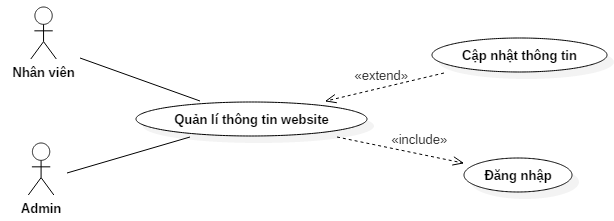 Nhân viên
Cập nhật thông tin
«extend»
Quản lí thông tin website
«include»
Đăng nhập
Admin